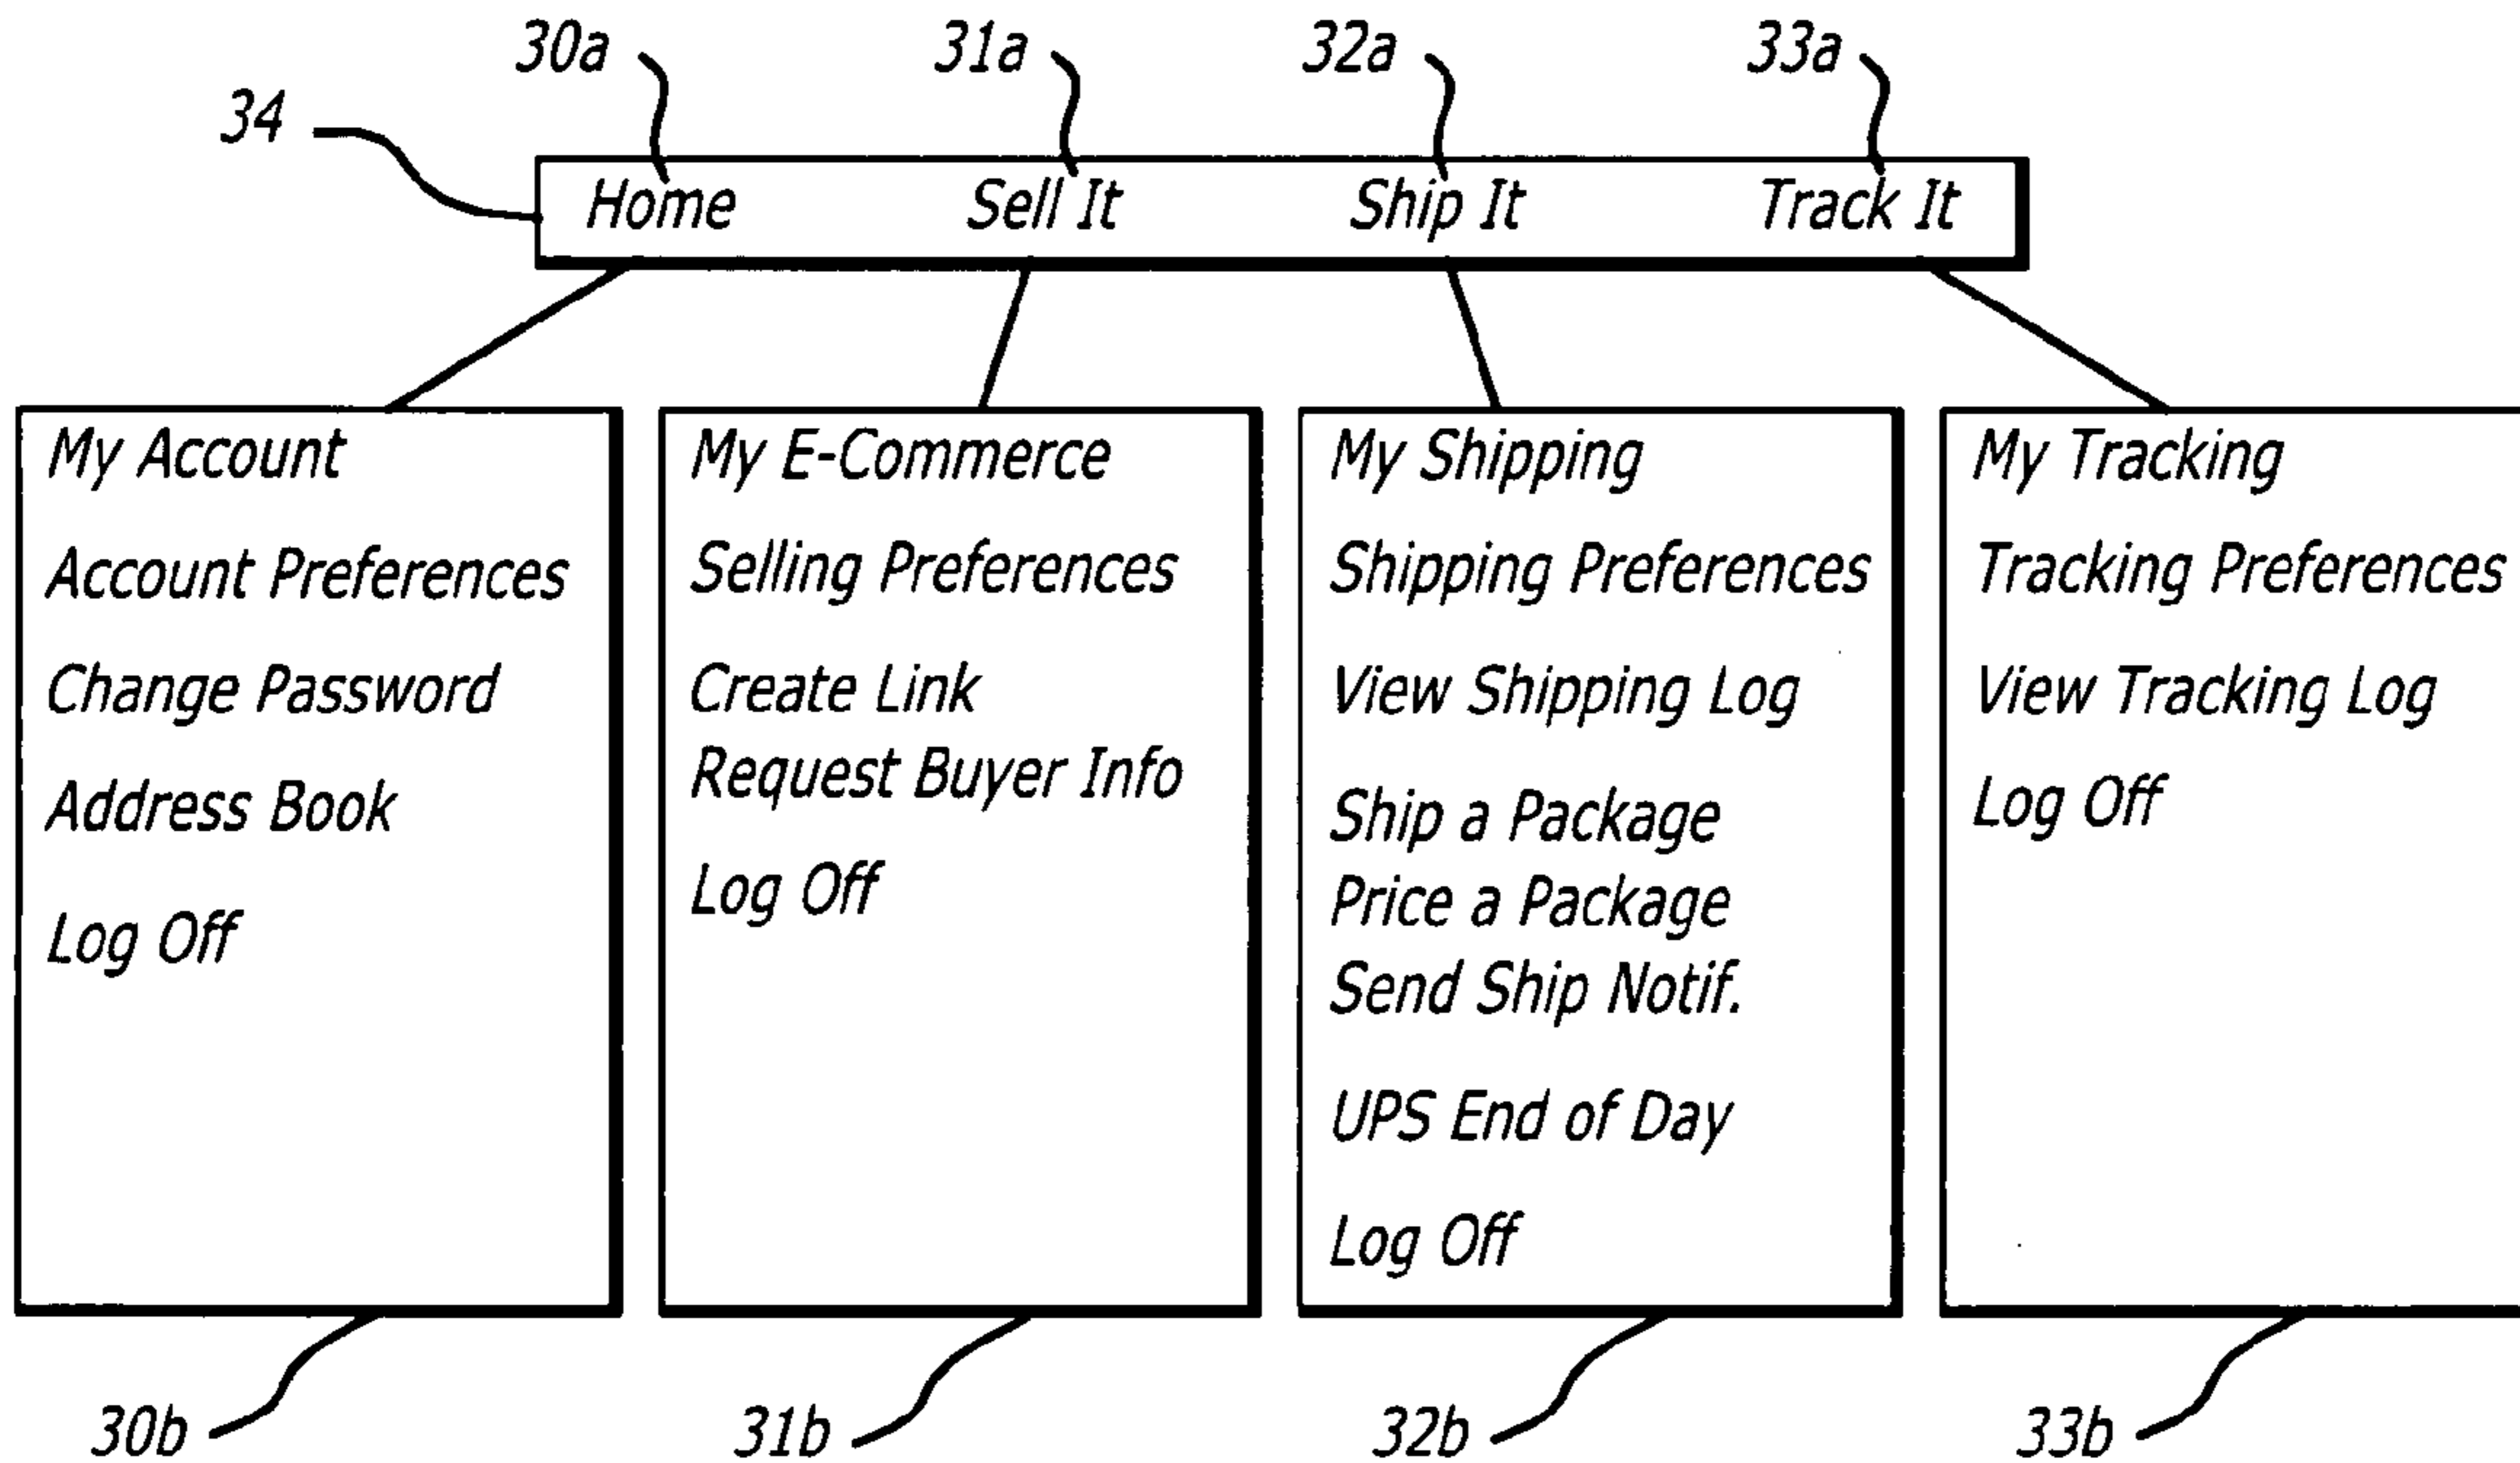 30a
31a
32a
33a
34
Home
Sell It
Ship It
Track It
My Account
Account Preferences
Change Password
Address Book
Log Off
My E-Commerce
Selling Preferences
Create Link
Request Buyer Info
Log Off
My Shipping
Shipping Preferences
View Shipping Log
Ship a Package
Price a Package
Send Ship Notif.
UPS End of Day
Log Off
My Tracking
Tracking Preferences
View Tracking Log
Log Off
30b
31b
32b
33b